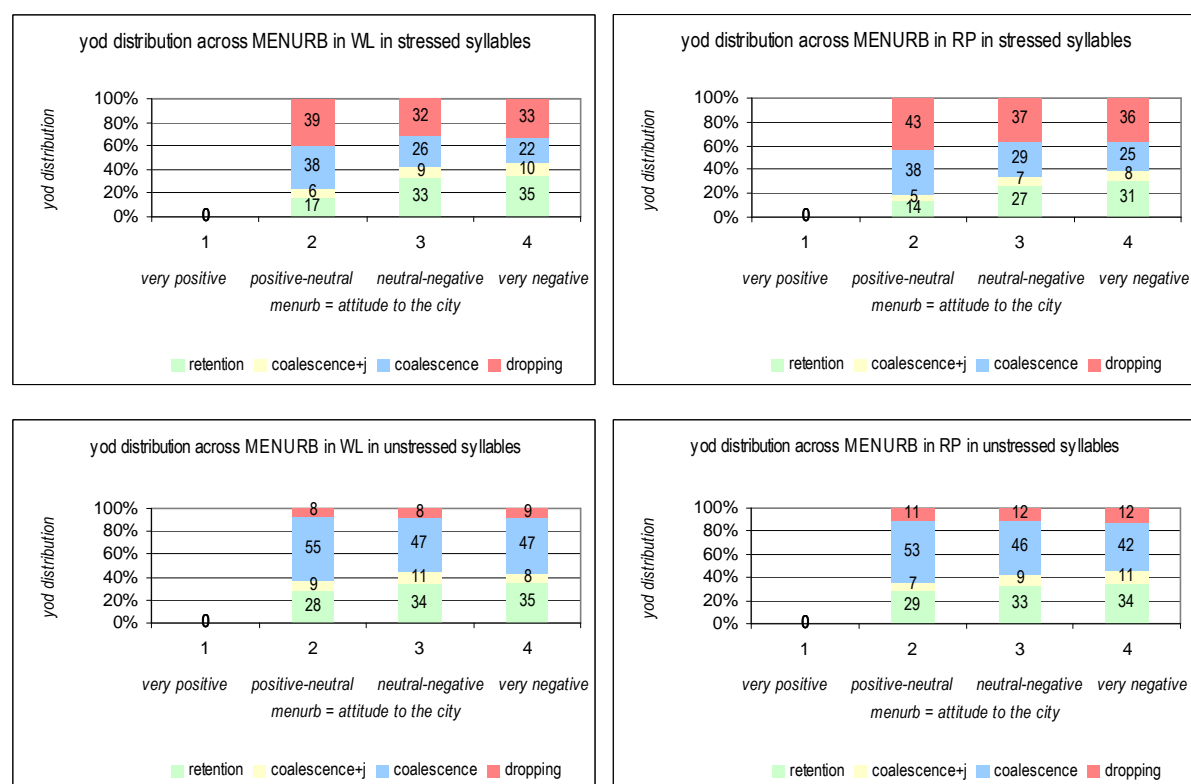 yod distribution across MENURB in WL in stressed syllables
yod distribution
100%
80%
60%
40%
20%
0%
39
32
33
38
26
22
6
9
10
17
33
35
0
1
2
3
4
very positive
positive-neutral
neutral-negative
very negative
menurb = attitude to the city
retention
coalescence+j
coalescence
dropping
yod distribution across MENURB in RP in stressed syllables
yod distribution
100%
80%
60%
40%
20%
0%
43
37
36
38
29
25
5
7
8
14
27
31
0
1
2
3
4
very positive
positive-neutral
neutral-negative
very negative
menurb = attitude to the city
retention
coalescence+j
coalescence
dropping
yod distribution across MENURB in WL in unstressed syllables
yod distribution
100%
80%
60%
40%
20%
0%
8
8
9
55
47
47
9
11
8
28
34
35
0
1
2
3
4
very positive
positive-neutral
neutral-negative
very negative
menurb = attitude to the city
retention
coalescence+j
coalescence
dropping
yod distribution across MENURB in RP in unstressed syllables
yod distribution
100%
80%
60%
40%
20%
0%
11
12
12
53
46
42
7
9
11
29
33
34
0
1
2
3
4
very positive
positive-neutral
neutral-negative
very negative
menurb = attitude to the city
retention
coalescence+j
coalescence
dropping